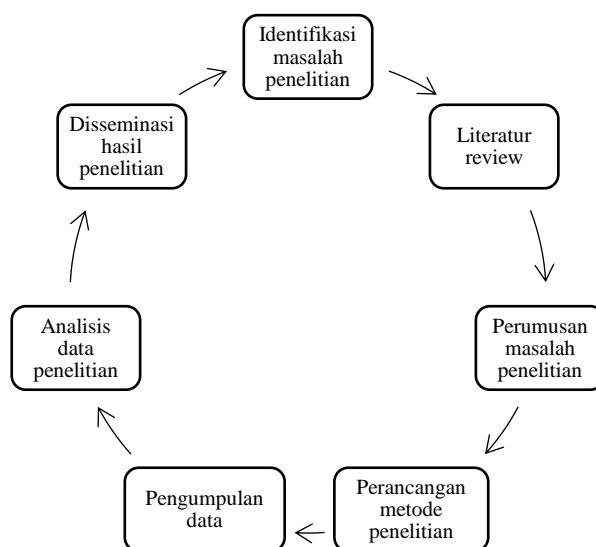 Identifikasi
masalah
penelitian
Literatur
review
Perumusan
masalah
penelitian
Perancangan
metode
penelitian
Pengumpulan
data
Analisis
data
penelitian
Disseminasi
hasil
penelitian